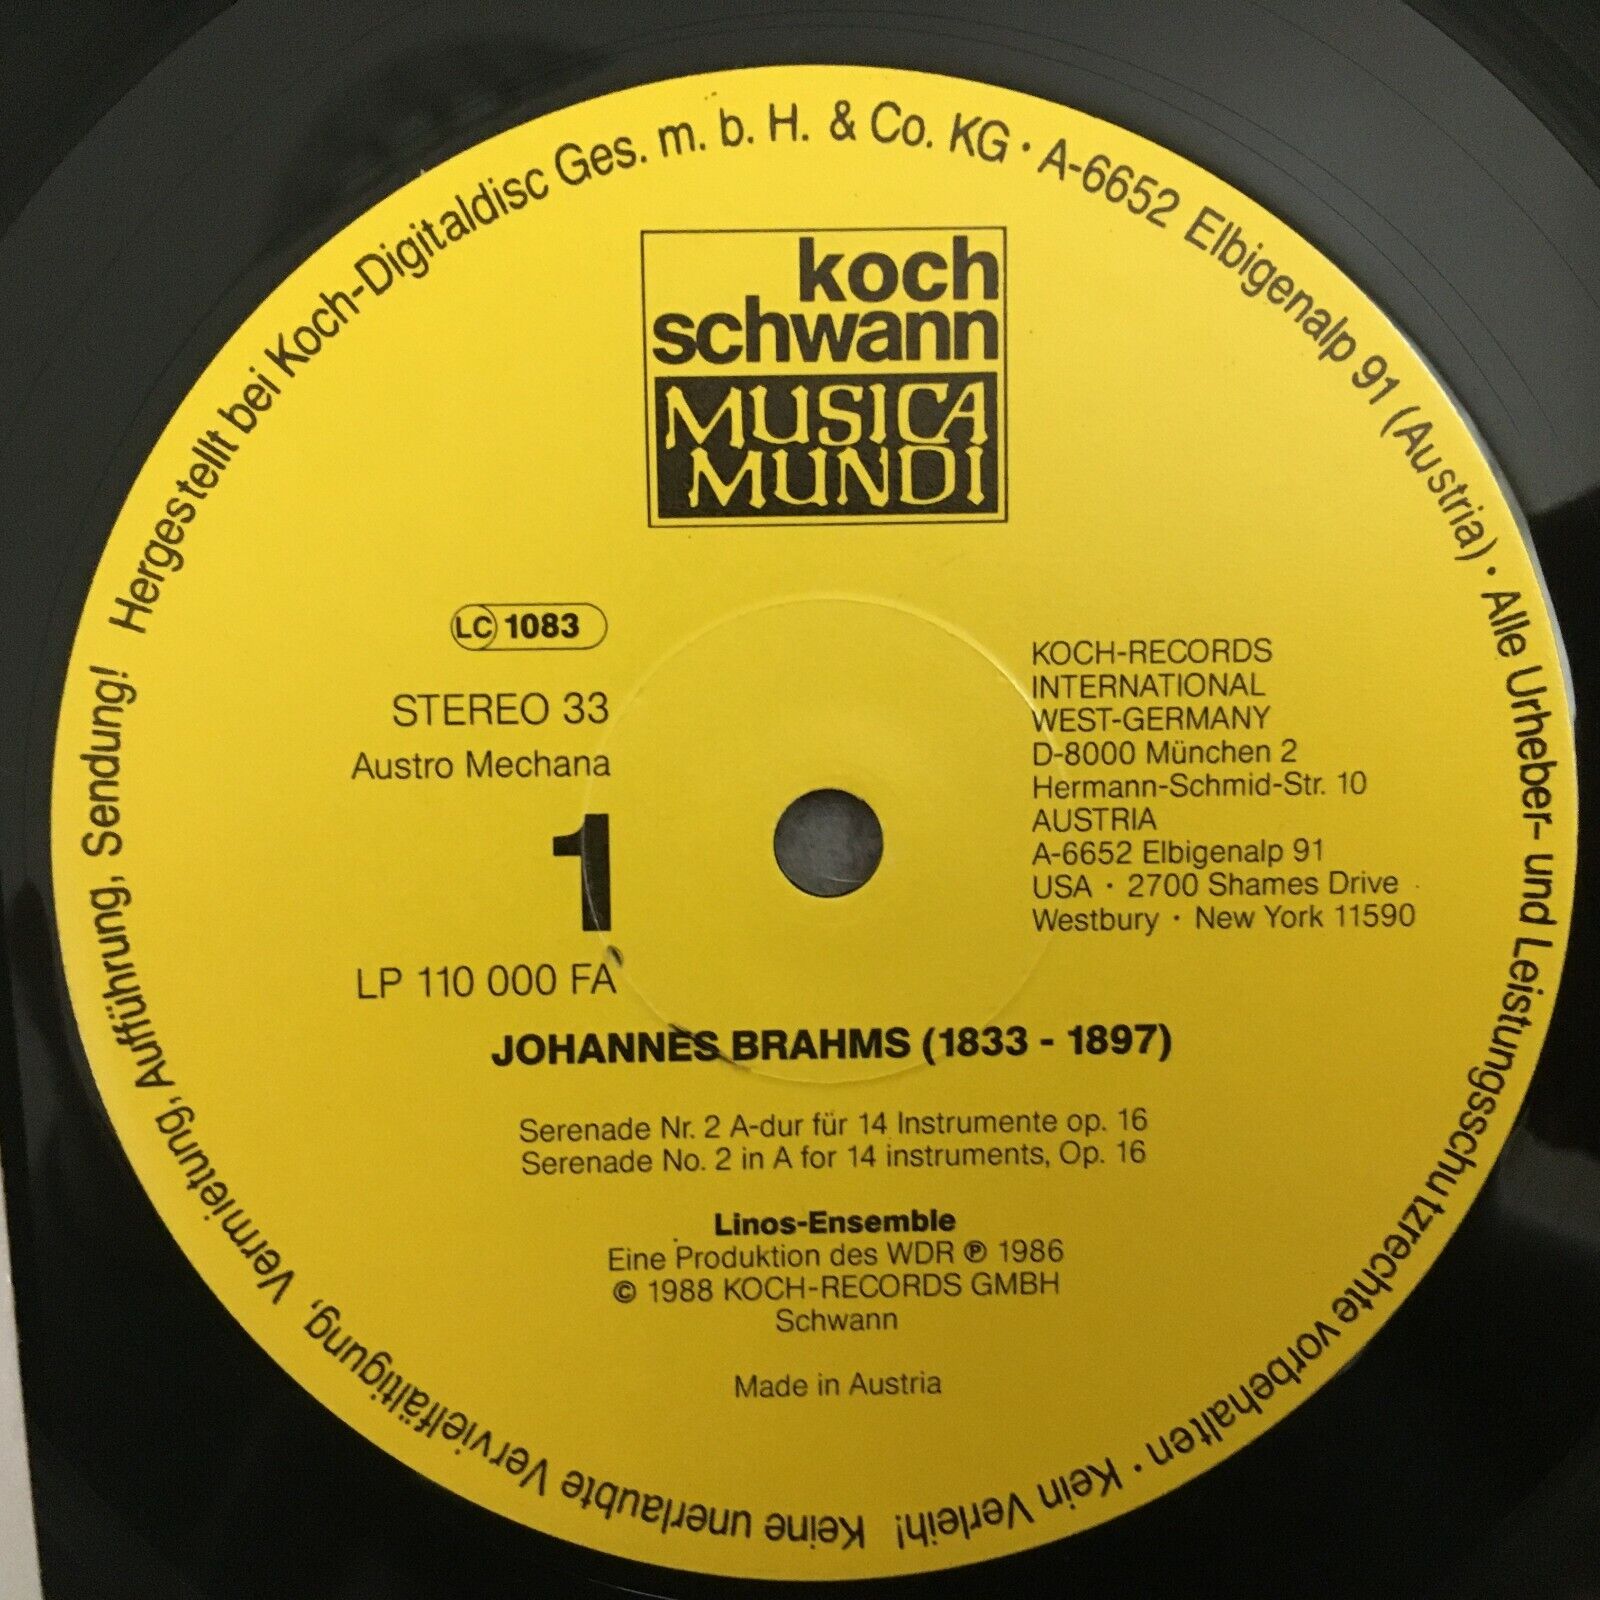 Hergestellt bei Koch-Digitaldisc Ges. m. b. H. & Co. KG · A-6652 Elbigenalp 91 (Austria) · Alle Urheber- und Leistungsschutzrechte vorbehalten · Kein Verleih! Keine unerlaubte Vervielfältigung, Vermietung, Aufführung, Sendung!
koch
schwann
MUSICA
MUNDI
LC 1083
STEREO 33
Austro Mechana
1
LP 110 000 FA
KOCH-RECORDS
INTERNATIONAL
WEST-GERMANY
D-8000 München 2
Hermann-Schmid-Str. 10
AUSTRIA
A-6652 Elbigenalp 91
USA · 2700 Shames Drive
Westbury · New York 11590
JOHANNES BRAHMS (1833 - 1897)
Serenade Nr. 2 A-dur für 14 Instrumente op. 16
Serenade No. 2 in A for 14 instruments, Op. 16
Linos-Ensemble
Eine Produktion des WDR ℗ 1986
© 1988 KOCH-RECORDS GMBH
Schwann
Made in Austria